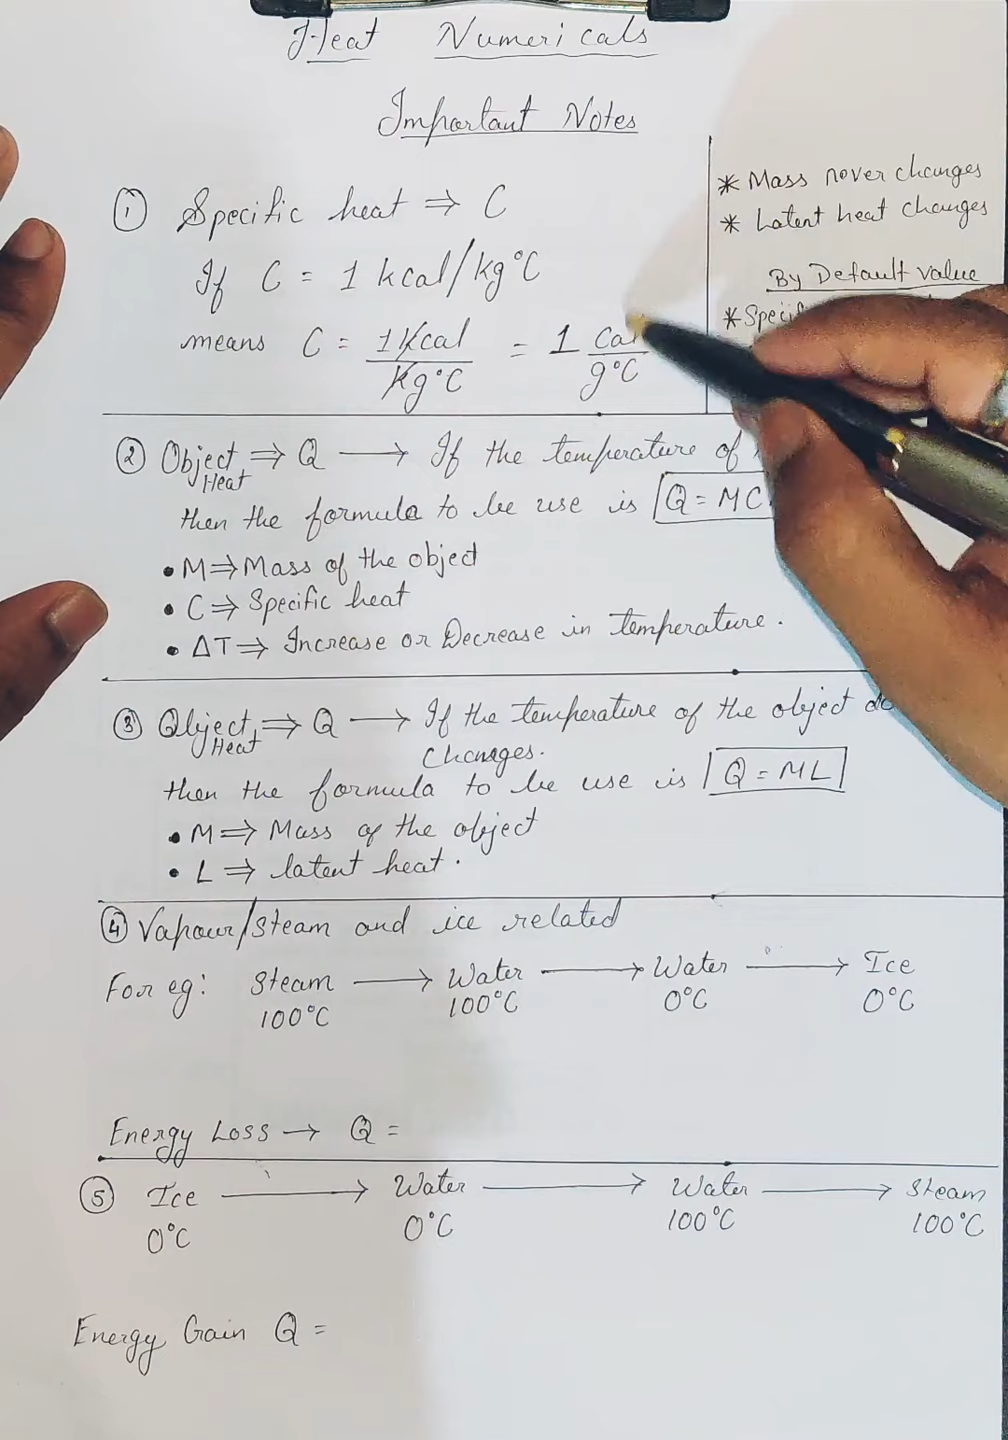 Heat Numericals
Important Notes
① Specific heat ⇒ C
If C = 1 kcal/kg°C
means C = 1 Kcal / kg°C = 1 Cal / g°C
* Mass never changes
* Latent heat changes
By Default value
② Object Heat ⇒ Q → If the temperature of
then the formula to be use is Q = MC
• M ⇒ Mass of the object
• C ⇒ Specific heat
• ΔT ⇒ Increase or Decrease in temperature.
③ Object Heat ⇒ Q → If the temperature of the object
changes.
then the formula to be use is Q = ML
• M ⇒ Mass of the object
• L ⇒ latent heat.
④ Vapour/steam and ice related
For eg: Steam → Water → Water → Ice
100°C 100°C 0°C 0°C
Energy Loss → Q =
⑤ Ice → Water → Water → Steam
0°C 0°C 100°C 100°C
Energy Gain Q =